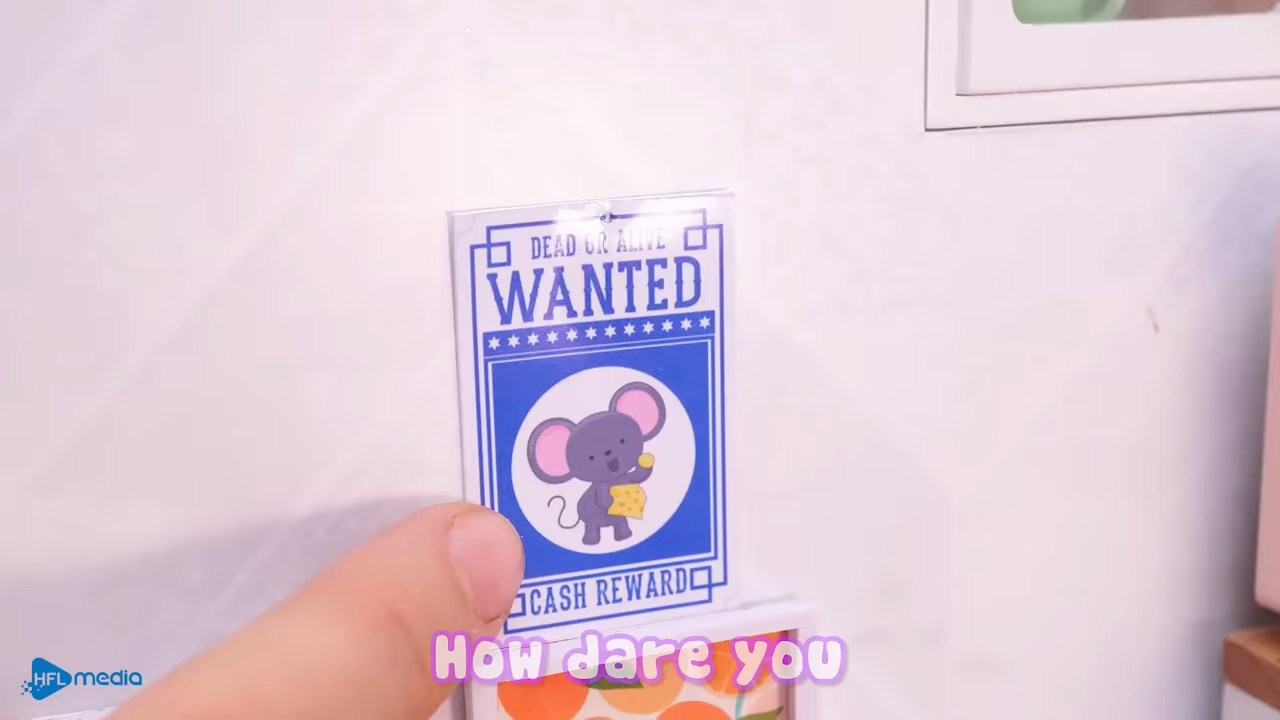 DEAD OR ALIVE
WANTED
CASH REWARD
How dare you
HFL media